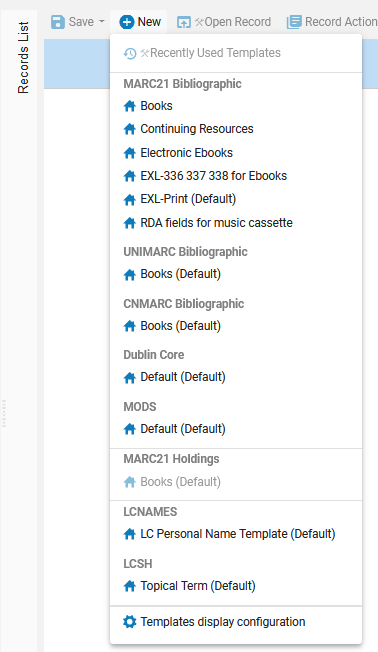 Records List
Save
New
Open Record
Record Action
Recently Used Templates
MARC21 Bibliographic
Books
Continuing Resources
Electronic Ebooks
EXL-336 337 338 for Ebooks
EXL-Print (Default)
RDA fields for music cassette
UNIMARC Bibliographic
Books (Default)
CNMARC Bibliographic
Books (Default)
Dublin Core
Default (Default)
MODS
Default (Default)
MARC21 Holdings
Books (Default)
LCNAMES
LC Personal Name Template (Default)
LCSH
Topical Term (Default)
Templates display configuration